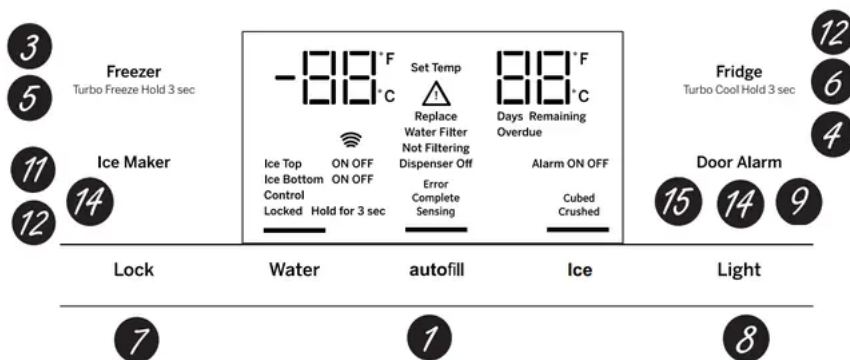 3
5
11
12
14
Freezer
Turbo Freeze Hold 3 sec
Ice Maker
-88 °F
°C
Set Temp
!
Replace
Water Filter
Not Filtering
Dispenser Off
Error
Complete
Sensing
88 °F
°C
Days Remaining
Overdue
Ice Top ON OFF
Ice Bottom ON OFF
Control
Locked Hold for 3 sec
Alarm ON OFF
Cubed
Crushed
Fridge
Turbo Cool Hold 3 sec
Door Alarm
12
6
4
15 14 9
Lock Water autofill Ice Light
7 1 8